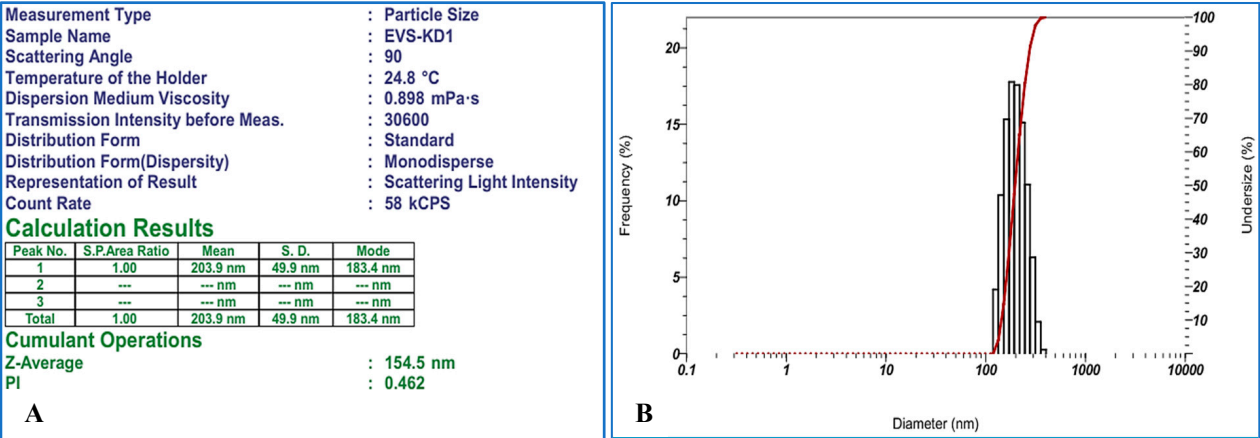 Measurement Type : Particle Size
Sample Name : EVS-KD1
Scattering Angle : 90
Temperature of the Holder : 24.8 °C
Dispersion Medium Viscosity : 0.898 mPa·s
Transmission Intensity before Meas. : 30600
Distribution Form : Standard
Distribution Form(Dispersity) : Monodisperse
Representation of Result : Scattering Light Intensity
Count Rate : 58 kCPS
Calculation Results
Peak No. S.P.Area Ratio Mean S. D. Mode
1 1.00 203.9 nm 49.9 nm 183.4 nm
2 --- --- nm --- nm --- nm
3 --- --- nm --- nm --- nm
Total 1.00 203.9 nm 49.9 nm 183.4 nm
Cumulant Operations
Z-Average : 154.5 nm
PI : 0.462
A
Frequency (%)
20
15
10
5
0
100
90
80
70
60
50
40
30
20
10
Undersize (%)
0.1 1 10 100 1000 10000
Diameter (nm)
B